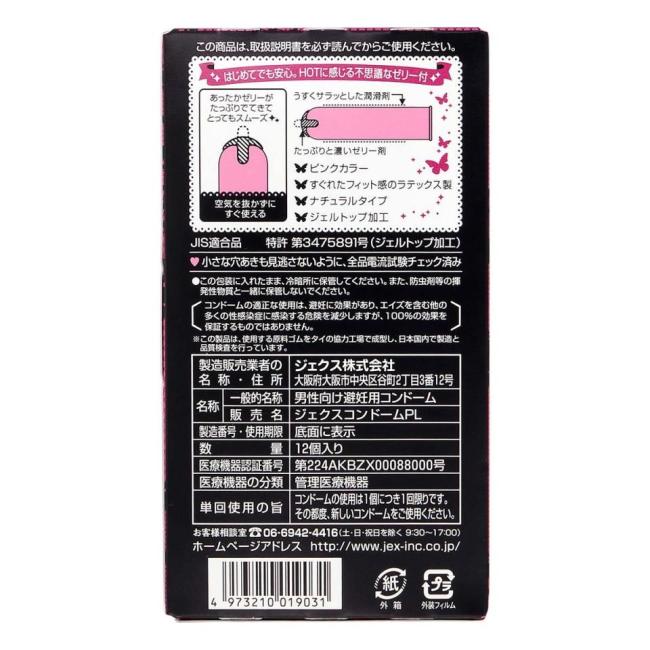 この商品は、取扱説明書を必ず読んでからご使用ください。
はじめてでも安心。HOTに感じる不思議なゼリー付
あったかゼリーが
たっぷりでてきて
とってもスムーズ
空気を抜かずに
すぐ使える
うすくサラッとした潤滑剤
たっぷりと濃いゼリー剤
ピンクカラー
すぐれたフィット感のラテックス製
ナチュラルタイプ
ジェルトップ加工
JIS適合品 特許 第3475891号(ジェルトップ加工)
♥小さな穴あきも見逃さないように、全品電流試験チェック済み
●この包装に入れたまま、冷暗所に保管してください。また、防虫剤等の揮
発性物質と一緒に保管しないでください。
コンドームの適正な使用は、避妊に効果があり、エイズを含む他の
多くの性感染症に感染する危険を減少しますが、100%の効果を
保証するものではありません。
※この製品は、使用する原料ゴムをタイの協力工場で成型し、日本国内で製造と
品質検査を行っています。
製造販売業者の
名称・住所
ジェクス株式会社
大阪府大阪市中央区谷町2丁目3番12号
名称
一般的名称 男性向け避妊用コンドーム
販売名 ジェクスコンドームPL
製造番号・使用期限 底面に表示
数量 12個入り
医療機器認証番号 第224AKBZX00088000号
医療機器の分類 管理医療機器
単回使用の旨
コンドームの使用は1個につき1回限りです。
その都度、新しいコンドームをご使用ください。
お客様相談室☎06-6942-4416(土・日・祝日を除く 9:30~17:00)
ホームページアドレス http://www.jex-inc.co.jp/
4 973210 019031
紙
外箱
プラ
外装フィルム